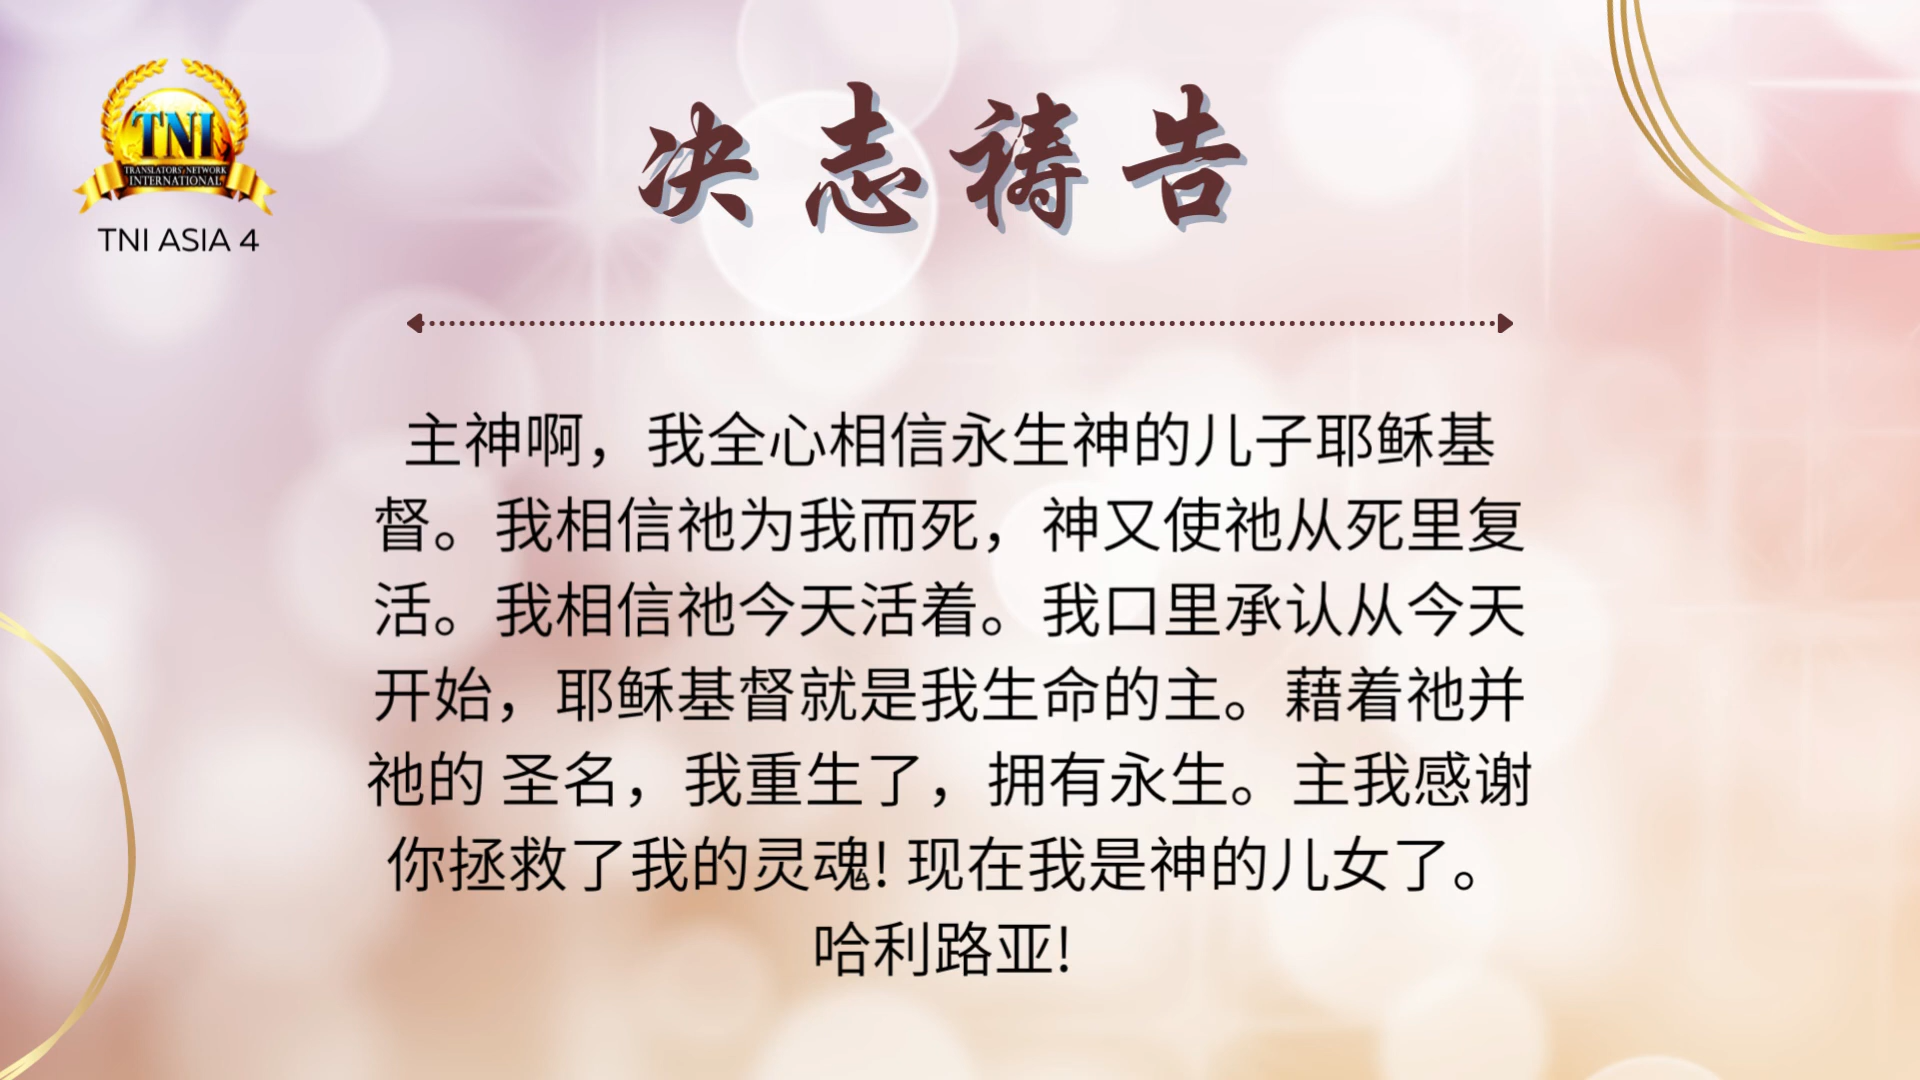 TNI
TRANSLATORS NETWORK
INTERNATIONAL
TNI ASIA 4
决志祷告
主神啊，我全心相信永生神的儿子耶稣基
督。我相信祂为我而死，神又使祂从死里复
活。我相信祂今天活着。我口里承认从今天
开始，耶稣基督就是我生命的主。藉着祂并
祂的 圣名，我重生了，拥有永生。主我感谢
你拯救了我的灵魂! 现在我是神的儿女了。
哈利路亚!